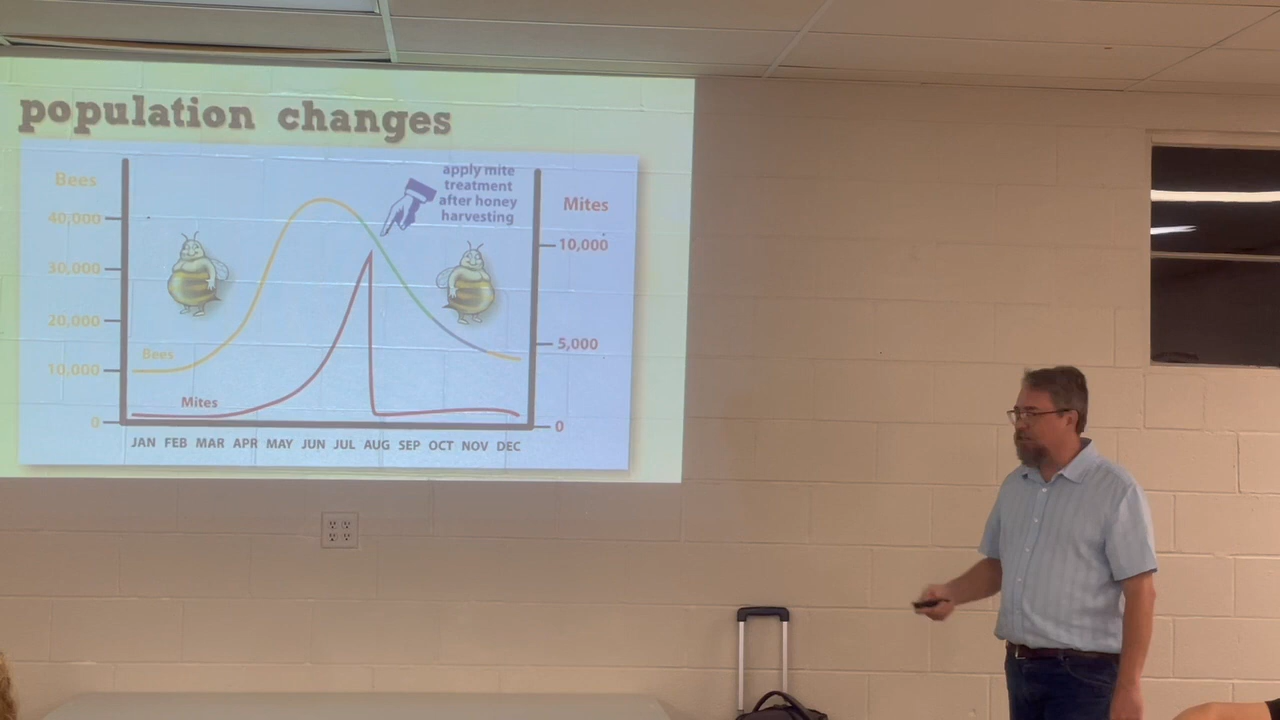 population changes
Bees
apply mite
treatment
after honey
harvesting
Mites
40,000
10,000
30,000
20,000
5,000
Bees
10,000
Mites
0
0
JAN FEB MAR APR MAY JUN JUL AUG SEP OCT NOV DEC